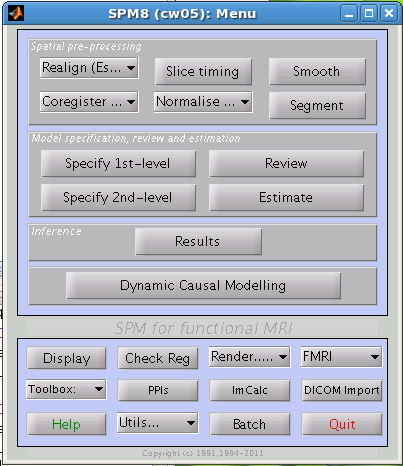 SPM8 (cw05): Menu
Spatial pre-processing
Realign (Es... Slice timing Smooth
Coregister ... Normalise ... Segment
Model specification, review and estimation
Specify 1st-level Review
Specify 2nd-level Estimate
Inference
Results
Dynamic Causal Modelling
SPM for functional MRI
Display Check Reg Render..... FMRI
Toolbox: PPIs ImCalc DICOM Import
Help Utils... Batch Quit
Copyright (c) 1991,1994-2011